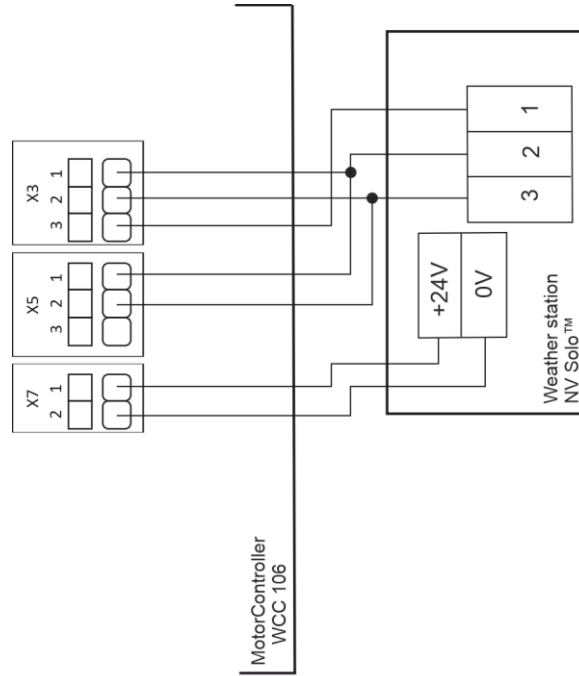 X3
1
2
3
X5
1
2
3
X7
1
2
MotorController
WCC 106
1
2
3
+24V
0V
Weather station
NV Solo™